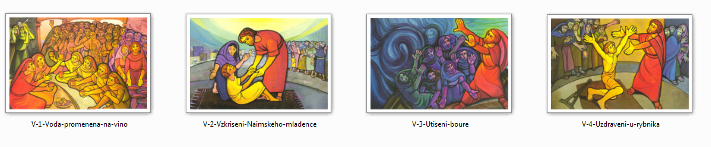 V-1-Voda-promenena-na-vino
V-2-Vzkriseni-Naimskeho-mladence
V-3-Utiseni-boure
V-4-Uzdraveni-u-rybnika